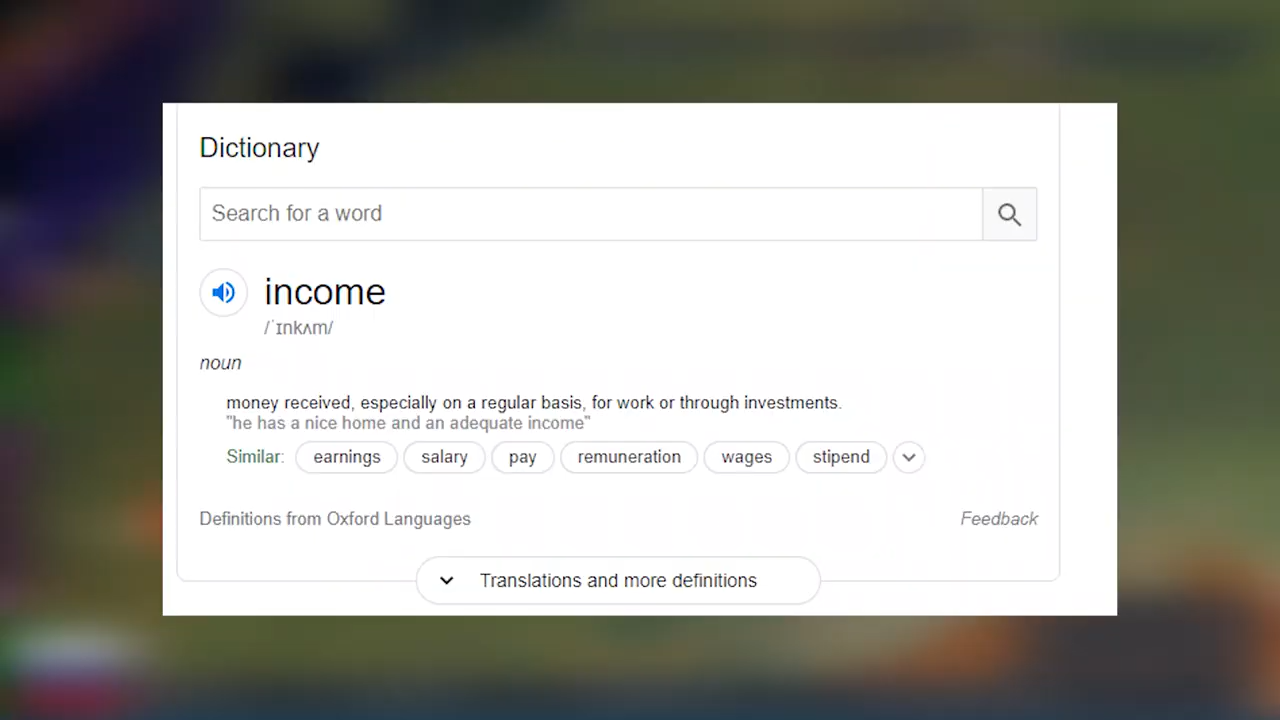 Dictionary
Search for a word
income
/ˈɪnkʌm/
noun
money received, especially on a regular basis, for work or through investments.
"he has a nice home and an adequate income"
Similar: earnings salary pay remuneration wages stipend
Definitions from Oxford Languages Feedback
Translations and more definitions